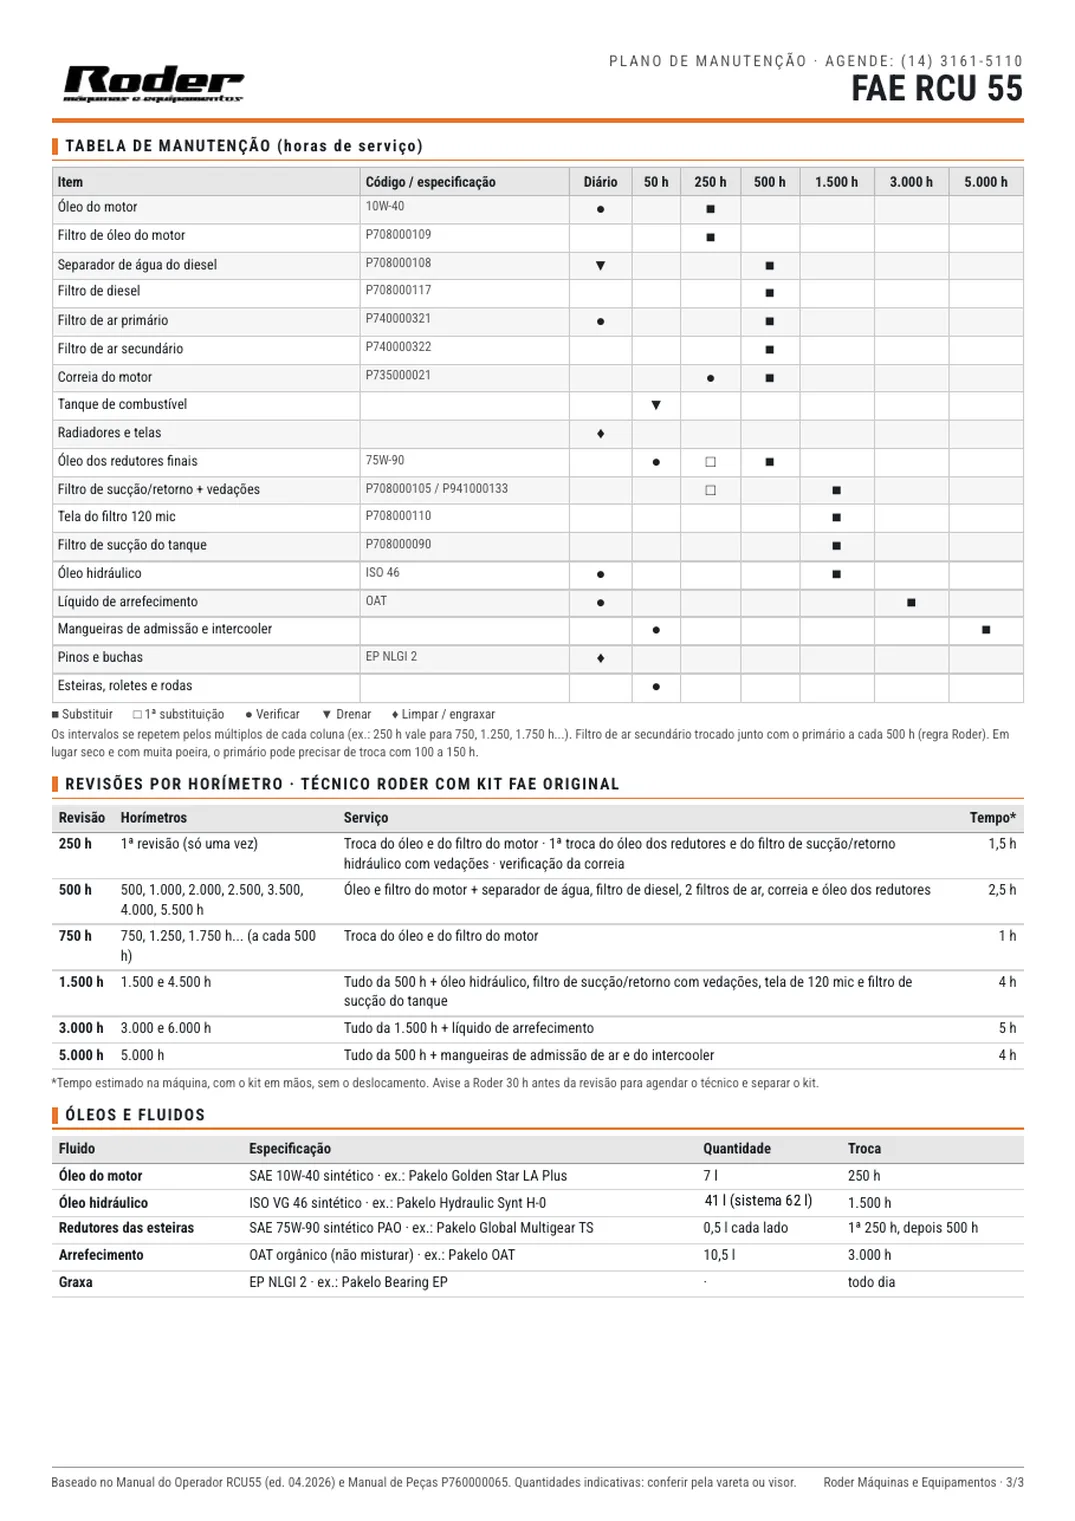 Roder
máquinas e equipamentos
PLANO DE MANUTENÇÃO · AGENDE: (14) 3161-5110
FAE RCU 55
TABELA DE MANUTENÇÃO (horas de serviço)
Item Código / especificação Diário 50 h 250 h 500 h 1.500 h 3.000 h 5.000 h
Óleo do motor 10W-40 ● ■
Filtro de óleo do motor P708000109 ■
Separador de água do diesel P708000108 ▼ ■
Filtro de diesel P708000117 ■
Filtro de ar primário P740000321 ● ■
Filtro de ar secundário P740000322 ■
Correia do motor P735000021 ● ■
Tanque de combustível ▼
Radiadores e telas ♦
Óleo dos redutores finais 75W-90 ● □ ■
Filtro de sucção/retorno + vedações P708000105 / P941000133 □ ■
Tela do filtro 120 mic P708000110 ■
Filtro de sucção do tanque P708000090 ■
Óleo hidráulico ISO 46 ● ■
Líquido de arrefecimento OAT ● ■
Mangueiras de admissão e intercooler ● ■
Pinos e buchas EP NLGI 2 ♦
Esteiras, roletes e rodas ●
■ Substituir □ 1ª substituição ● Verificar ▼ Drenar ♦ Limpar / engraxar
Os intervalos se repetem pelos múltiplos de cada coluna (ex.: 250 h vale para 750, 1.250, 1.750 h...). Filtro de ar secundário trocado junto com o primário a cada 500 h (regra Roder). Em
lugar seco e com muita poeira, o primário pode precisar de troca com 100 a 150 h.
REVISÕES POR HORÍMETRO · TÉCNICO RODER COM KIT FAE ORIGINAL
Revisão Horímetros Serviço Tempo*
250 h 1ª revisão (só uma vez) Troca do óleo e do filtro do motor · 1ª troca do óleo dos redutores e do filtro de sucção/retorno 1,5 h
hidráulico com vedações · verificação da correia
500 h 500, 1.000, 2.000, 2.500, 3.500, Óleo e filtro do motor + separador de água, filtro de diesel, 2 filtros de ar, correia e óleo dos redutores 2,5 h
4.000, 5.500 h
750 h 750, 1.250, 1.750 h... (a cada 500 Troca do óleo e do filtro do motor 1 h
h)
1.500 h 1.500 e 4.500 h Tudo da 500 h + óleo hidráulico, filtro de sucção/retorno com vedações, tela de 120 mic e filtro de 4 h
sucção do tanque
3.000 h 3.000 e 6.000 h Tudo da 1.500 h + líquido de arrefecimento 5 h
5.000 h 5.000 h Tudo da 500 h + mangueiras de admissão de ar e do intercooler 4 h
*Tempo estimado na máquina, com o kit em mãos, sem o deslocamento. Avise a Roder 30 h antes da revisão para agendar o técnico e separar o kit.
ÓLEOS E FLUIDOS
Fluido Especificação Quantidade Troca
Óleo do motor SAE 10W-40 sintético · ex.: Pakelo Golden Star LA Plus 7 l 250 h
Óleo hidráulico ISO VG 46 sintético · ex.: Pakelo Hydraulic Synt H-0 41 l (sistema 62 l) 1.500 h
Redutores das esteiras SAE 75W-90 sintético PAO · ex.: Pakelo Global Multigear TS 0,5 l cada lado 1ª 250 h, depois 500 h
Arrefecimento OAT orgânico (não misturar) · ex.: Pakelo OAT 10,5 l 3.000 h
Graxa EP NLGI 2 · ex.: Pakelo Bearing EP · todo dia
Baseado no Manual do Operador RCU55 (ed. 04.2026) e Manual de Peças P760000065. Quantidades indicativas: conferir pela vareta ou visor. Roder Máquinas e Equipamentos · 3/3